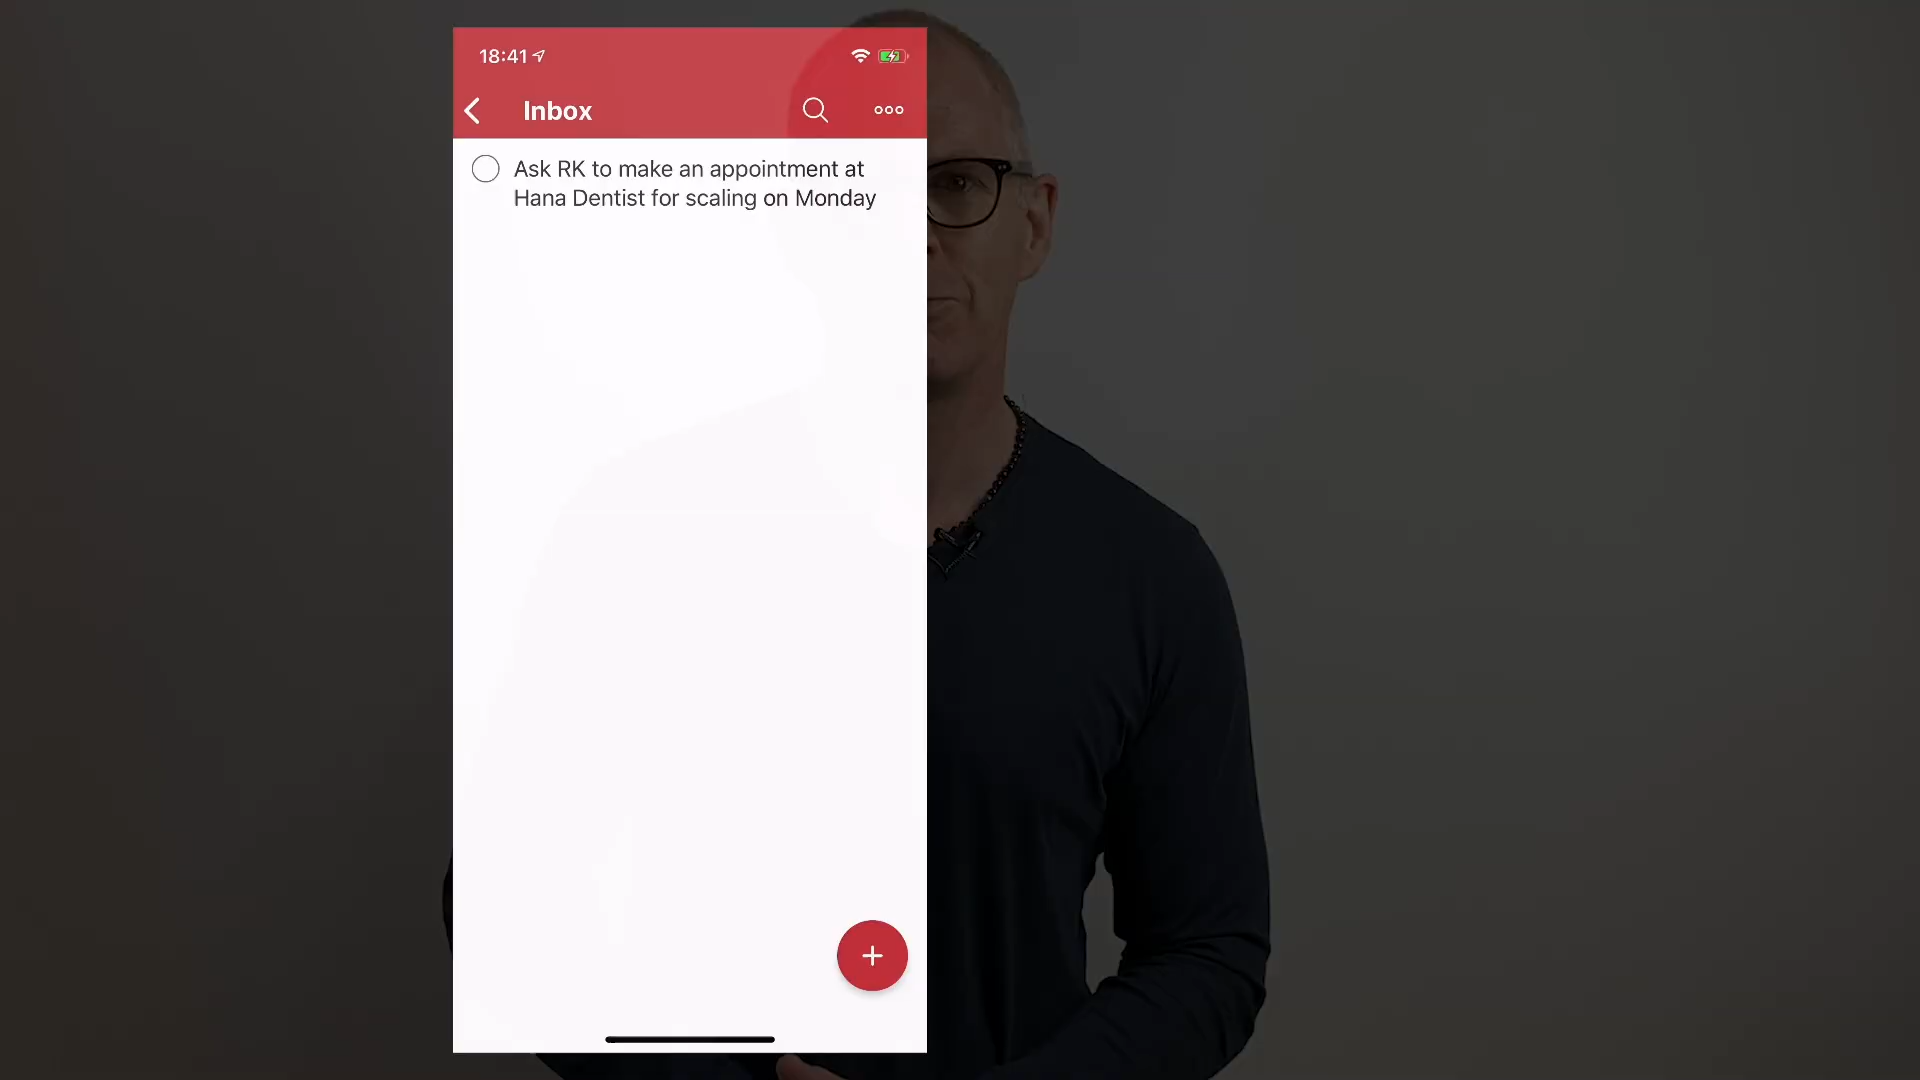 18:41
Inbox
Ask RK to make an appointment at
Hana Dentist for scaling on Monday